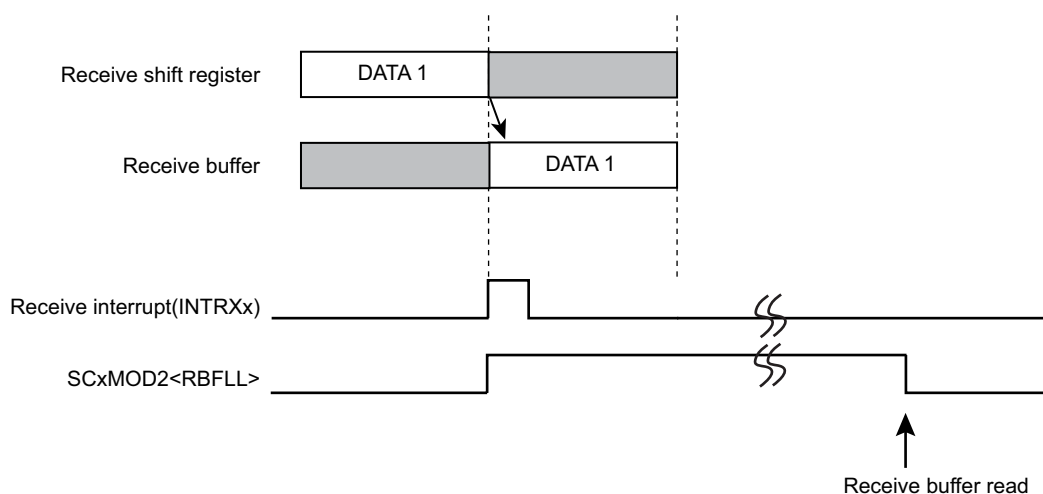 Receive shift register
DATA 1
Receive buffer
DATA 1
Receive interrupt(INTRXx)
SCxMOD2<RBFLL>
Receive buffer read